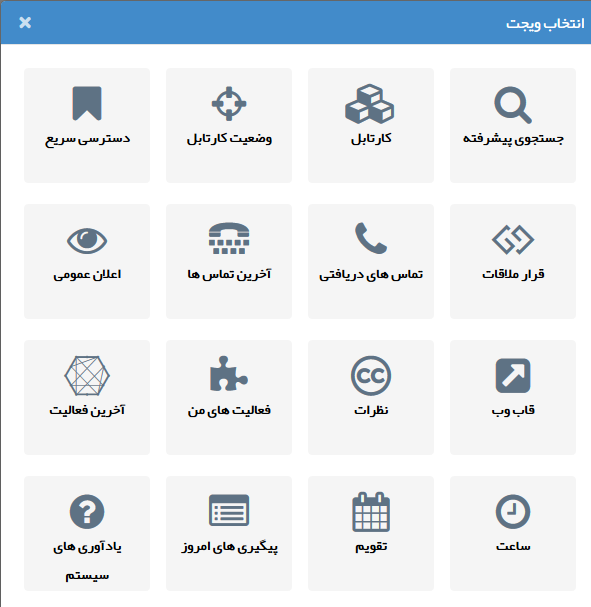 انتخاب ویجت
جستجوی پیشرفته
کارتابل
وضعیت کارتابل
دسترسی سریع
قرار ملاقات
تماس های دریافتی
آخرین تماس ها
اعلان عمومی
قاب وب
نظرات
فعالیت های من
آخرین فعالیت
ساعت
تقویم
پیگیری های امروز
یادآوری های
سیستم